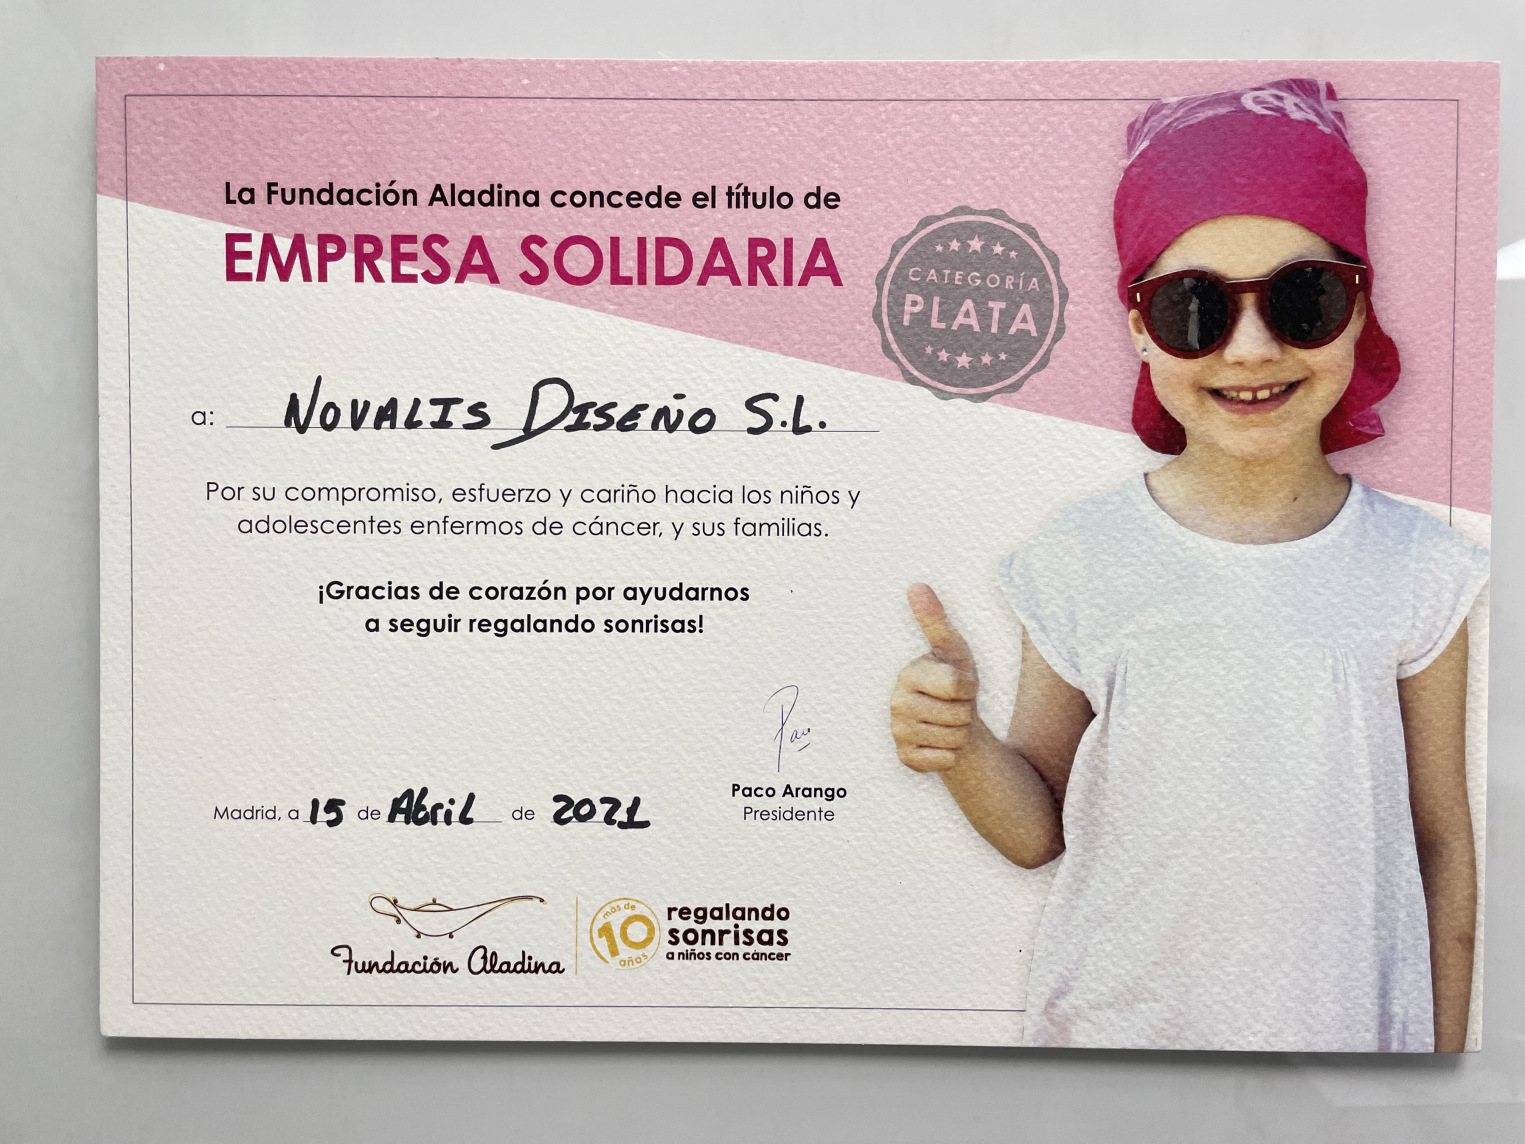 La Fundación Aladina concede el título de
EMPRESA SOLIDARIA
CATEGORÍA
PLATA
a: NOVALIS DISEÑO S.L.
Por su compromiso, esfuerzo y cariño hacia los niños y
adolescentes enfermos de cáncer, y sus familias.
¡Gracias de corazón por ayudarnos
a seguir regalando sonrisas!
Paco
Paco Arango
Presidente
Madrid, a 15 de Abril de 2021
Fundación Aladina
más de
10
años
regalando
sonrisas
a niños con cáncer